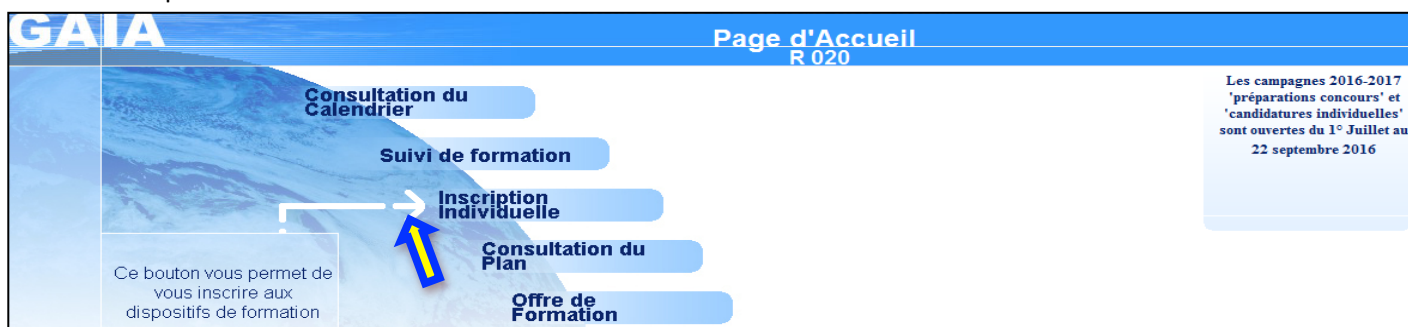 GAIA
Page d'Accueil
R 020
Les campagnes 2016-2017
'préparations concours' et
'candidatures individuelles'
sont ouvertes du 1° Juillet au
22 septembre 2016
Consultation du
Calendrier
Suivi de formation
Inscription
Individuelle
Consultation du
Plan
Offre de
Formation
Ce bouton vous permet de
vous inscrire aux
dispositifs de formation